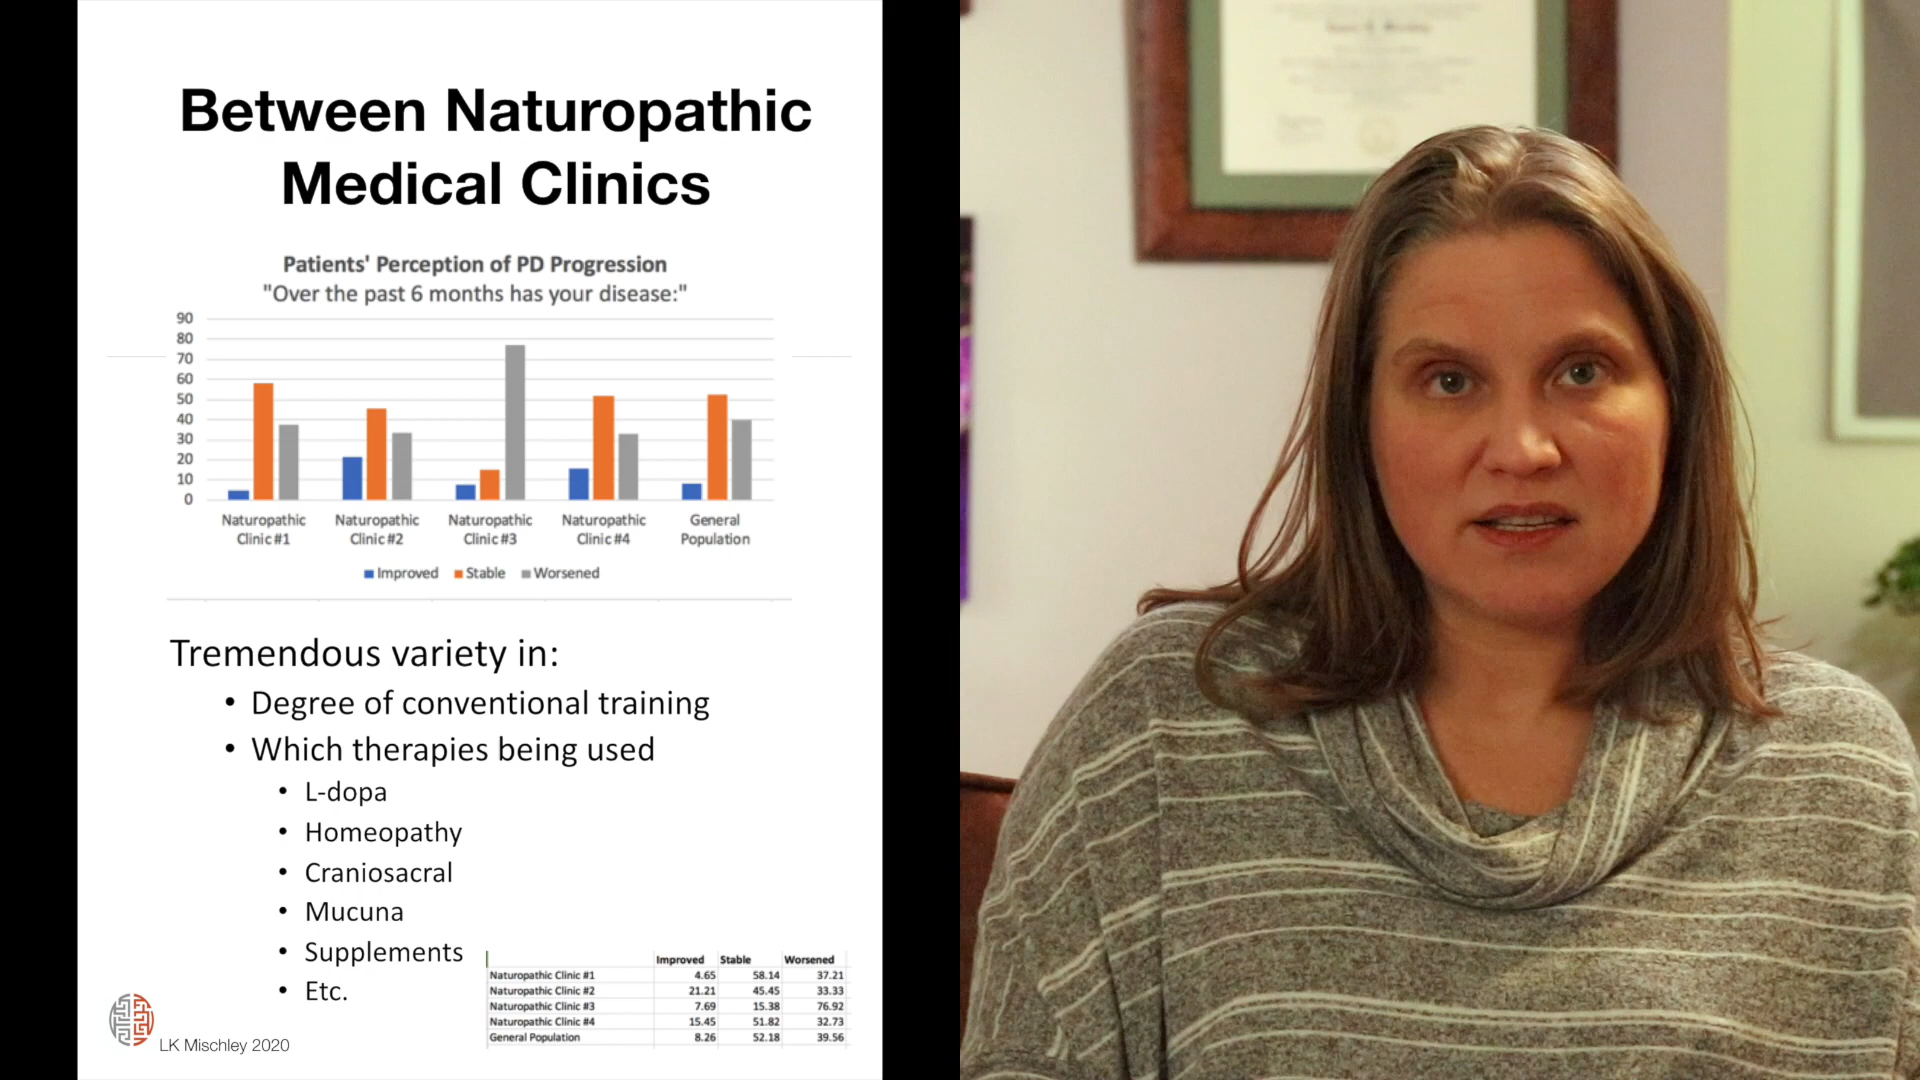 Between Naturopathic
Medical Clinics
Patients' Perception of PD Progression
"Over the past 6 months has your disease:"
90
80
70
60
50
40
30
20
10
0
Naturopathic Clinic #1
Naturopathic Clinic #2
Naturopathic Clinic #3
Naturopathic Clinic #4
General Population
Improved Stable Worsened
Tremendous variety in:
• Degree of conventional training
• Which therapies being used
• L-dopa
• Homeopathy
• Craniosacral
• Mucuna
• Supplements
• Etc.
Improved Stable Worsened
Naturopathic Clinic #1 4.65 58.14 37.21
Naturopathic Clinic #2 21.21 45.45 33.33
Naturopathic Clinic #3 7.69 15.38 76.92
Naturopathic Clinic #4 15.45 51.82 32.73
General Population 8.26 52.18 39.56
LK Mischley 2020